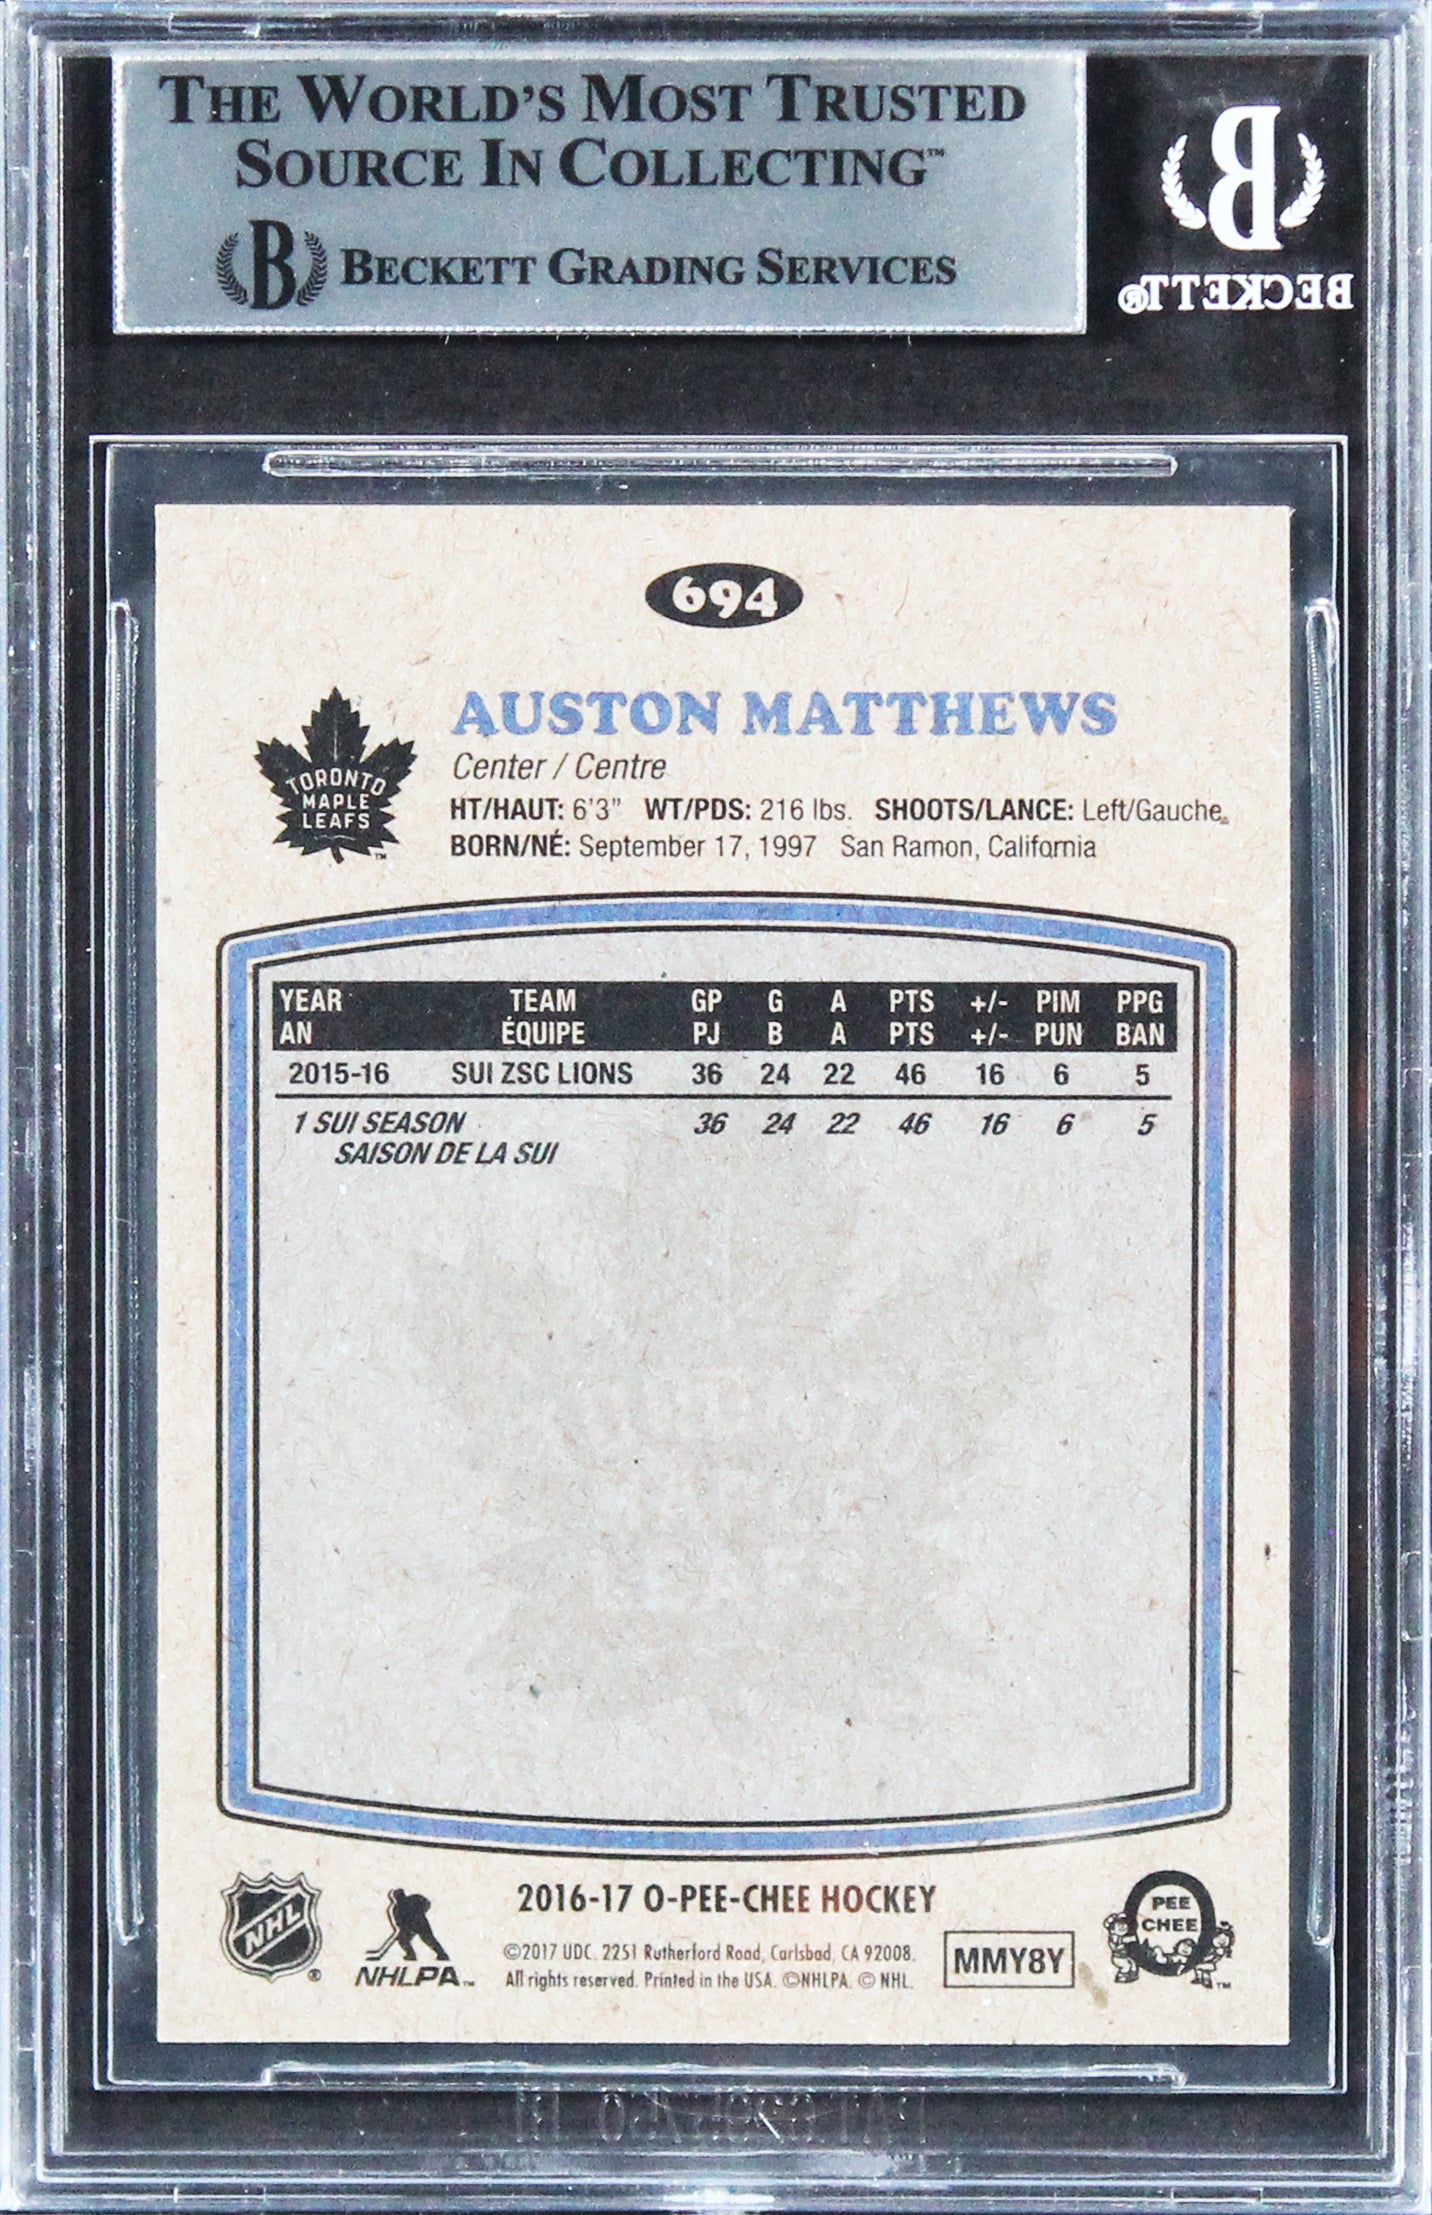 THE WORLD'S MOST TRUSTED
SOURCE IN COLLECTING™
B BECKETT GRADING SERVICES
B
BECKETT®
694
AUSTON MATTHEWS
Center / Centre
TORONTO
MAPLE
LEAFS
™
HT/HAUT: 6'3" WT/PDS: 216 lbs. SHOOTS/LANCE: Left/Gauche
BORN/NÉ: September 17, 1997 San Ramon, California
YEAR TEAM GP G A PTS +/- PIM PPG
AN ÉQUIPE PJ B A PTS +/- PUN BAN
2015-16 SUI ZSC LIONS 36 24 22 46 16 6 5
1 SUI SEASON 36 24 22 46 16 6 5
SAISON DE LA SUI
NHL ®
NHLPA™
2016-17 O-PEE-CHEE HOCKEY
©2017 UDC. 2251 Rutherford Road, Carlsbad, CA 92008.
All rights reserved. Printed in the USA. ©NHLPA. © NHL.
MMY8Y
PEE
CHEE
™